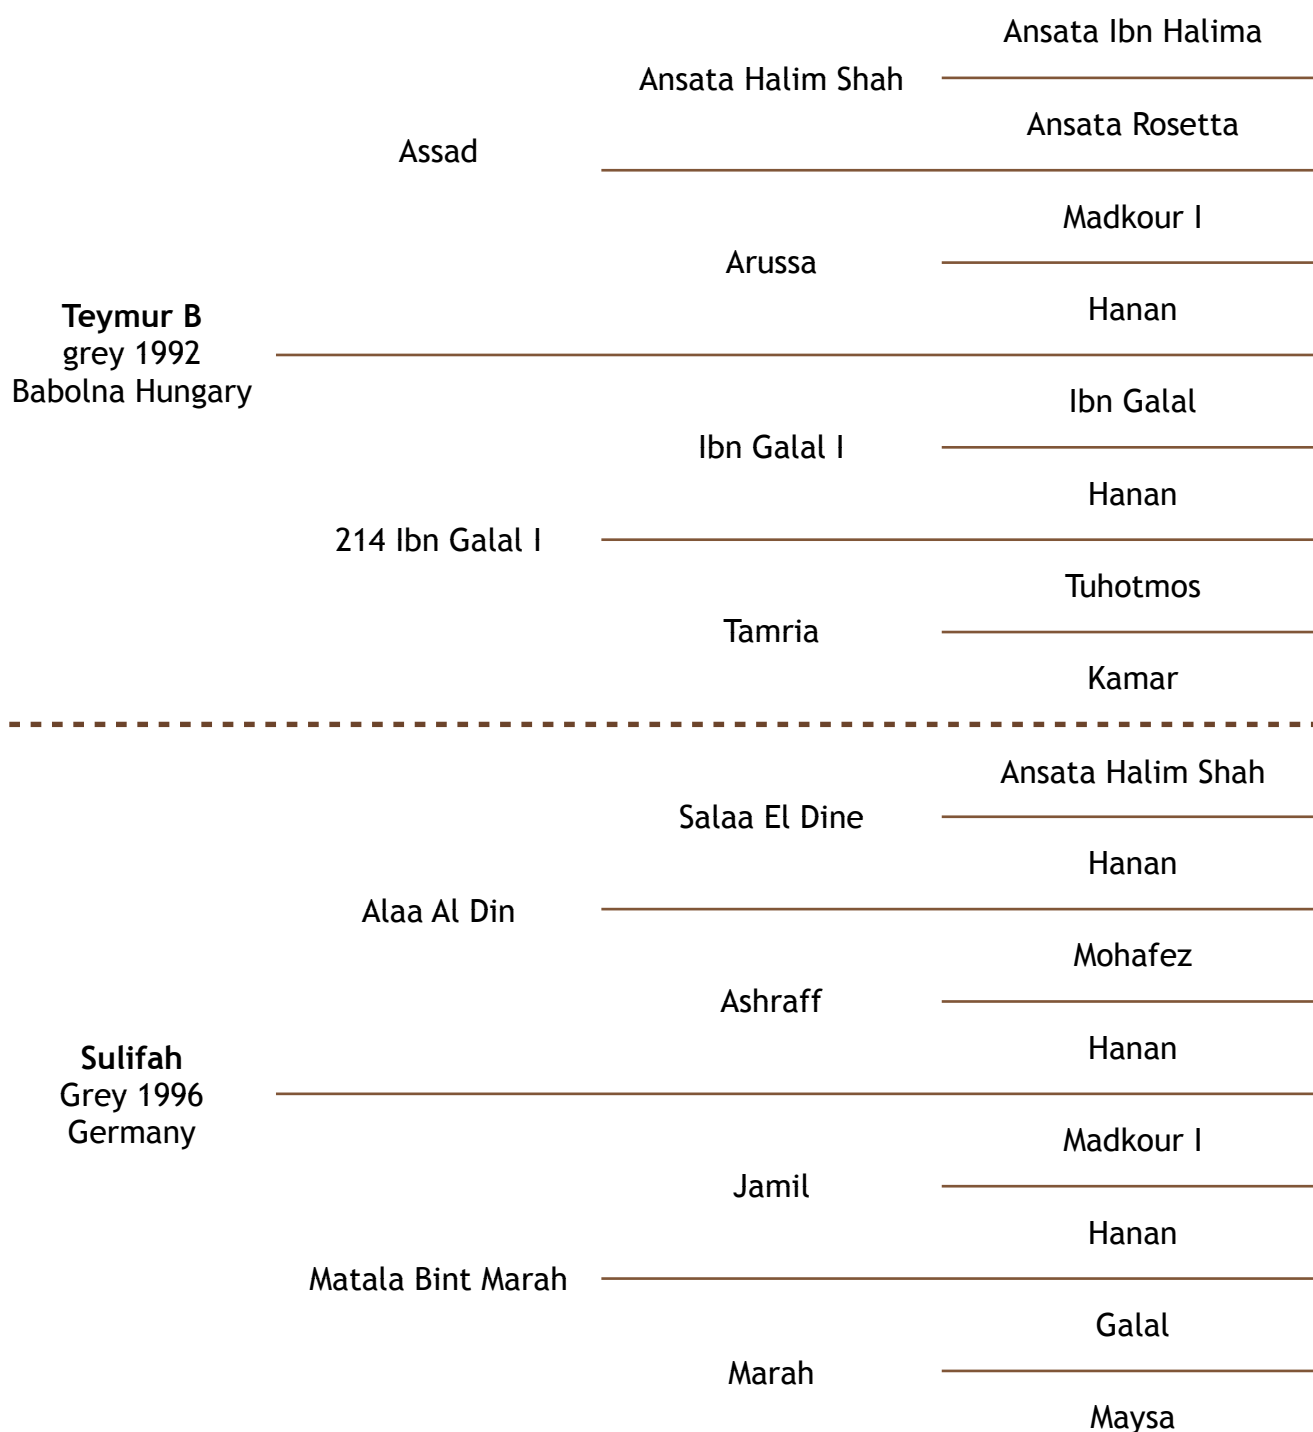 Ansata Ibn Halima
Ansata Halim Shah
Ansata Rosetta
Assad
Madkour I
Arussa
Hanan
Teymur B
grey 1992
Babolna Hungary
Ibn Galal
Ibn Galal I
Hanan
214 Ibn Galal I
Tuhotmos
Tamria
Kamar
Ansata Halim Shah
Salaa El Dine
Hanan
Alaa Al Din
Mohafez
Ashraff
Hanan
Sulifah
Grey 1996
Germany
Madkour I
Jamil
Hanan
Matala Bint Marah
Galal
Marah
Maysa